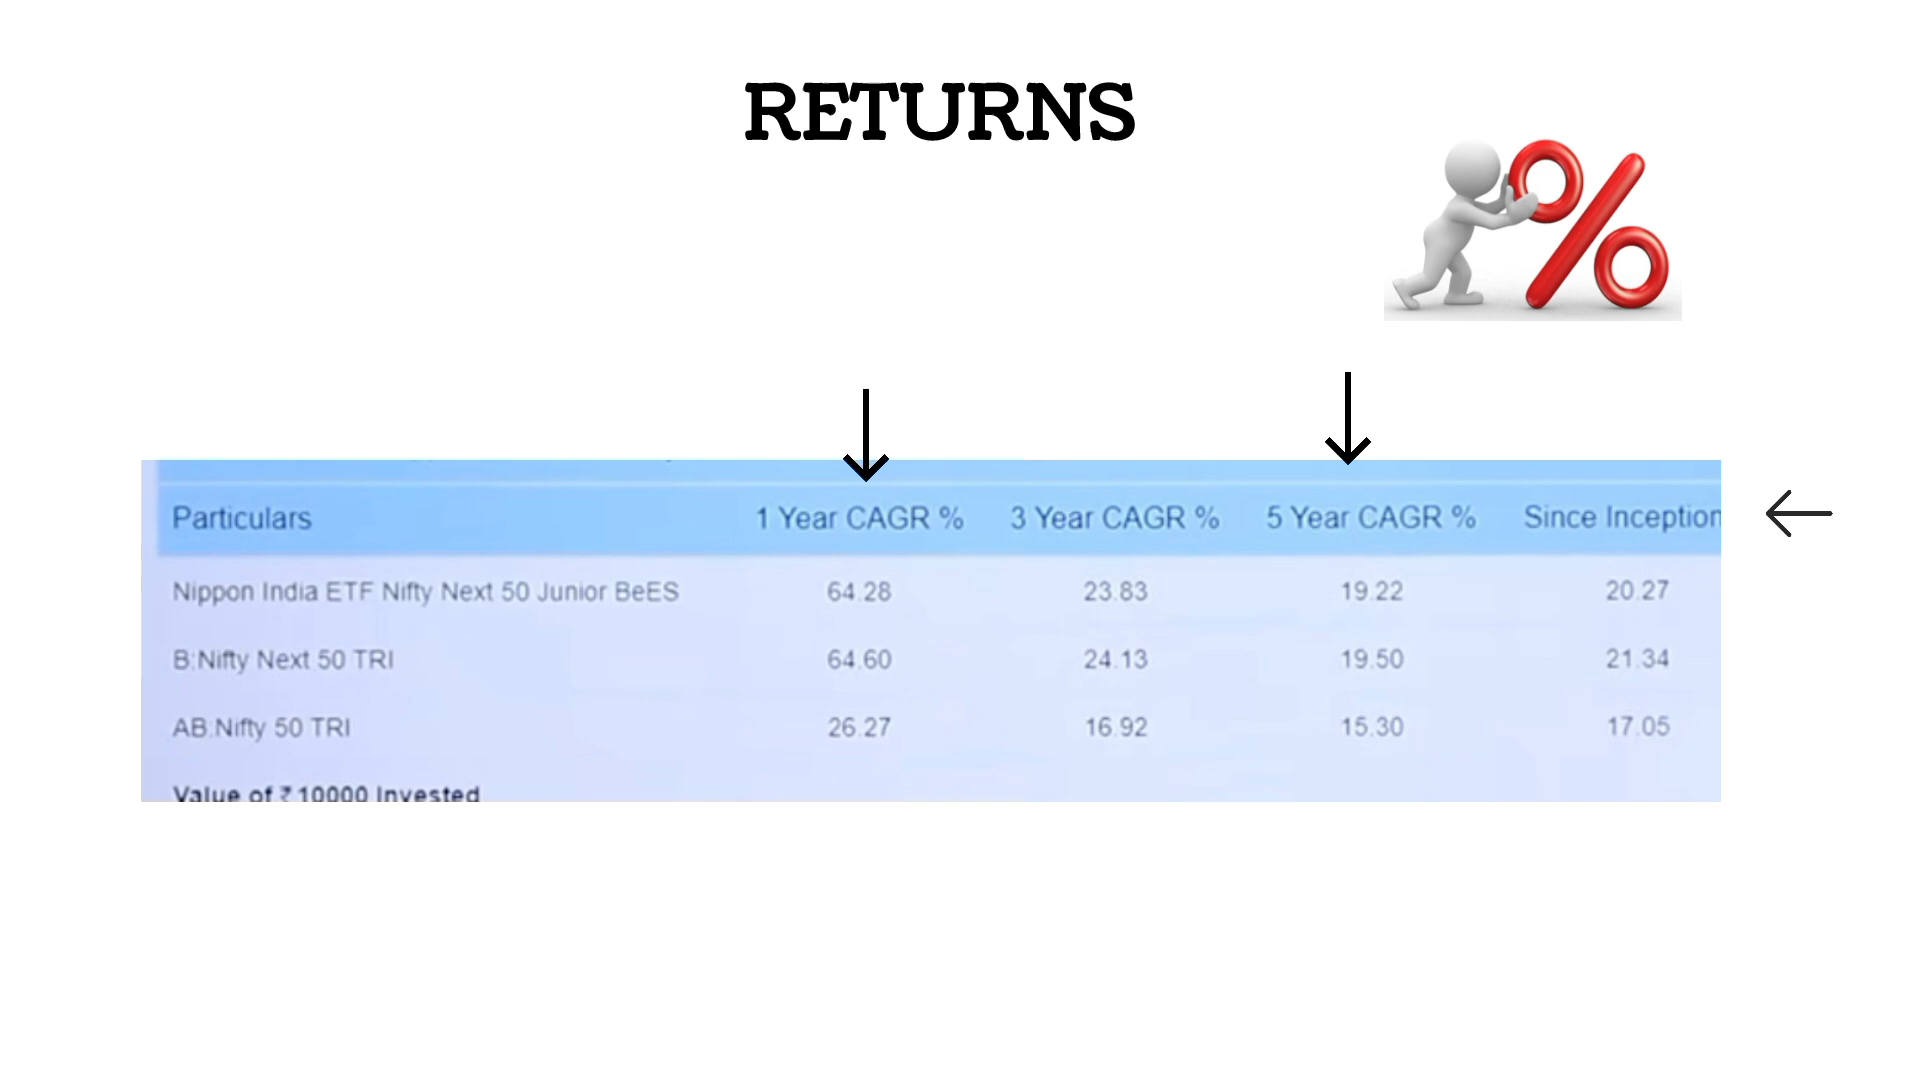 RETURNS
Particulars 1 Year CAGR % 3 Year CAGR % 5 Year CAGR % Since Inception
Nippon India ETF Nifty Next 50 Junior BeES 64.28 23.83 19.22 20.27
B:Nifty Next 50 TRI 64.60 24.13 19.50 21.34
AB:Nifty 50 TRI 26.27 16.92 15.30 17.05
Value of ₹ 10000 Invested